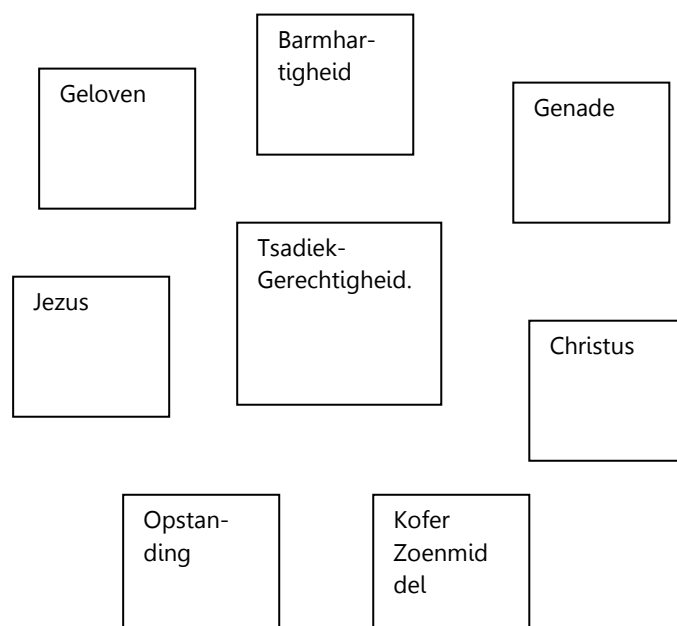 Barmhar-
tigheid
Geloven
Genade
Tsadiek-
Gerechtigheid.
Jezus
Christus
Opstan-
ding
Kofer
Zoenmid
del